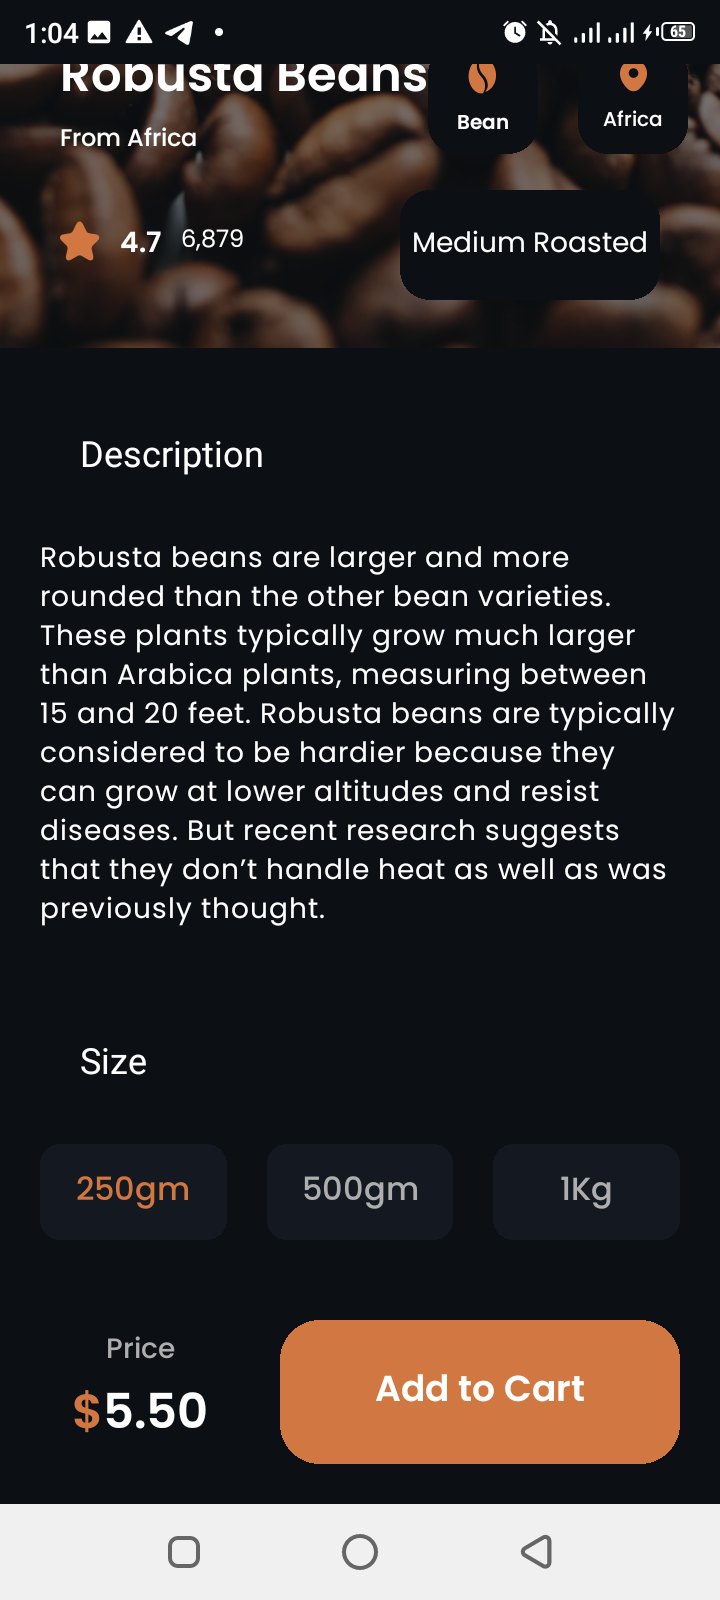 1:04
65
Robusta Beans
Bean
Africa
From Africa
4.7 6,879
Medium Roasted
Description
Robusta beans are larger and more
rounded than the other bean varieties.
These plants typically grow much larger
than Arabica plants, measuring between
15 and 20 feet. Robusta beans are typically
considered to be hardier because they
can grow at lower altitudes and resist
diseases. But recent research suggests
that they don’t handle heat as well as was
previously thought.
Size
250gm
500gm
1Kg
Price
$5.50
Add to Cart